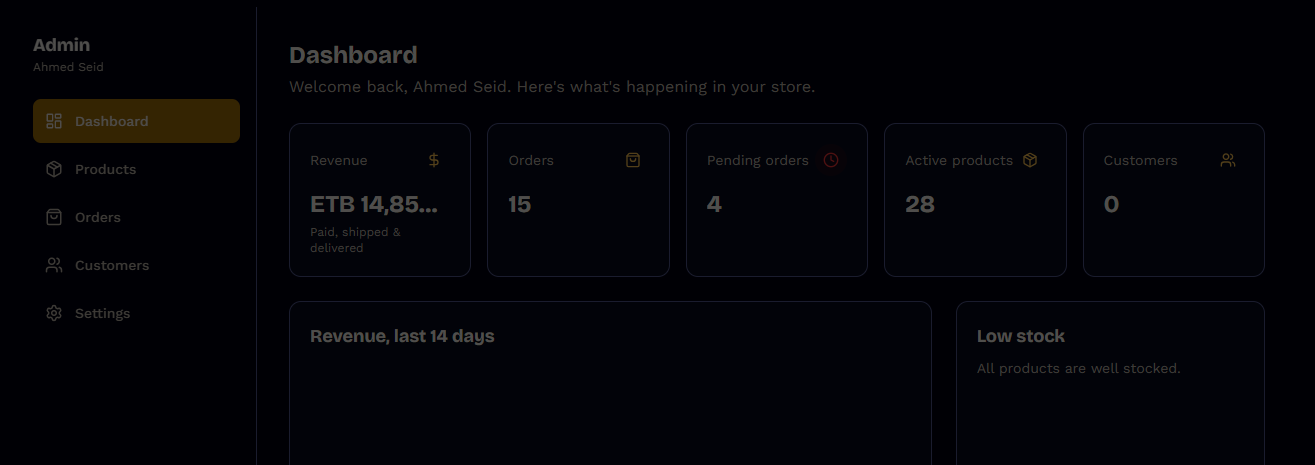 Admin
Ahmed Seid
Dashboard
Products
Orders
Customers
Settings
Dashboard
Welcome back, Ahmed Seid. Here's what's happening in your store.
Revenue
ETB 14,85...
Paid, shipped &
delivered
Orders
15
Pending orders
4
Active products
28
Customers
0
Revenue, last 14 days
Low stock
All products are well stocked.